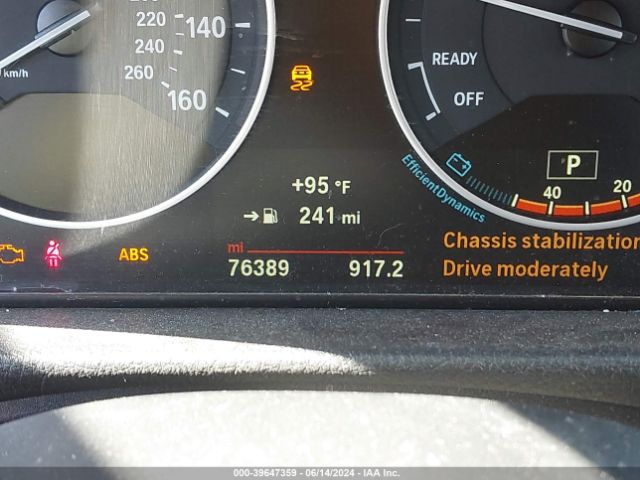 220
240
260
140
160
km/h
READY
OFF
EfficientDynamics
P
40
20
+95 °F
241 mi
ABS
mi
76389 917.2
Chassis stabilization
Drive moderately
000-39647359 - 06/14/2024 - IAA Inc.